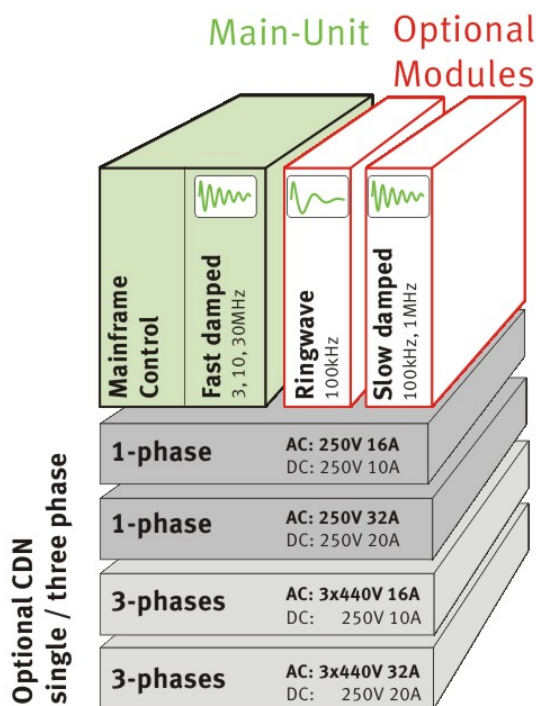 Main-Unit
Optional
Modules
Mainframe
Control
Fast damped
3, 10, 30MHz
Ringwave
100kHz
Slow damped
100kHz, 1MHz
Optional CDN
single / three phase
1-phase AC: 250V 16A
DC: 250V 10A
1-phase AC: 250V 32A
DC: 250V 20A
3-phases AC: 3x440V 16A
DC: 250V 10A
3-phases AC: 3x440V 32A
DC: 250V 20A